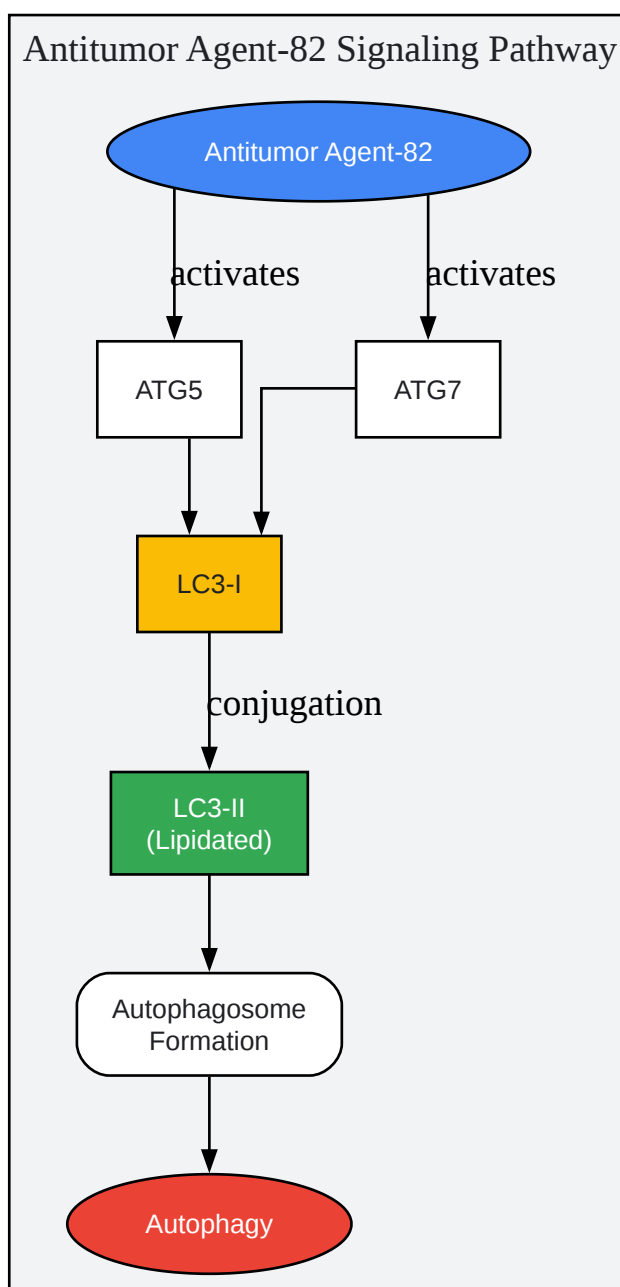 Antitumor Agent-82 Signaling Pathway
Antitumor Agent-82
activates
activates
ATG5
ATG7
LC3-I
conjugation
LC3-II
(Lipidated)
Autophagosome
Formation
Autophagy